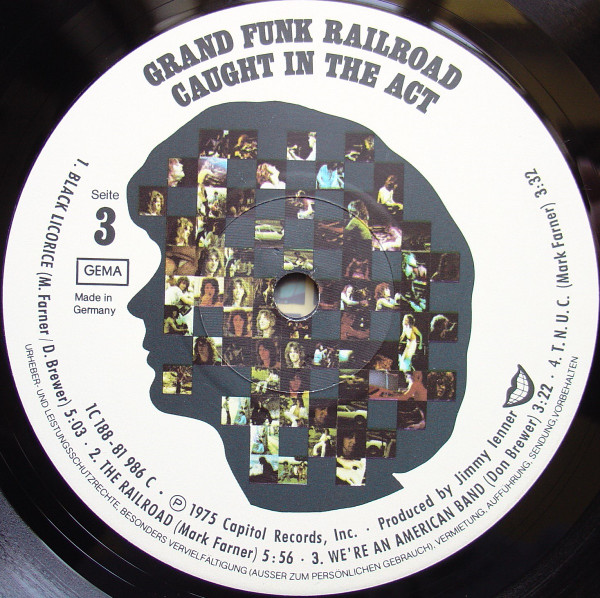 GRAND FUNK RAILROAD
CAUGHT IN THE ACT
Seite
3
GEMA
Made in
Germany
1. BLACK LICORICE (M. Farner / D. Brewer) 5:03 · 2. THE RAILROAD (Mark Farner) 5:56 · 3. WE'RE AN AMERICAN BAND (Don Brewer) 3:22 · 4. T.N.U.C. (Mark Farner) 3:32
1C 188-81 986 C · ℗ 1975 Capitol Records, Inc. · Produced by Jimmy Ienner
URHEBER- UND LEISTUNGSSCHUTZRECHTE, BESONDERS VERVIELFÄLTIGUNG (AUSSER ZUM PERSÖNLICHEN GEBRAUCH), VERMIETUNG, AUFFÜHRUNG, SENDUNG, VORBEHALTEN